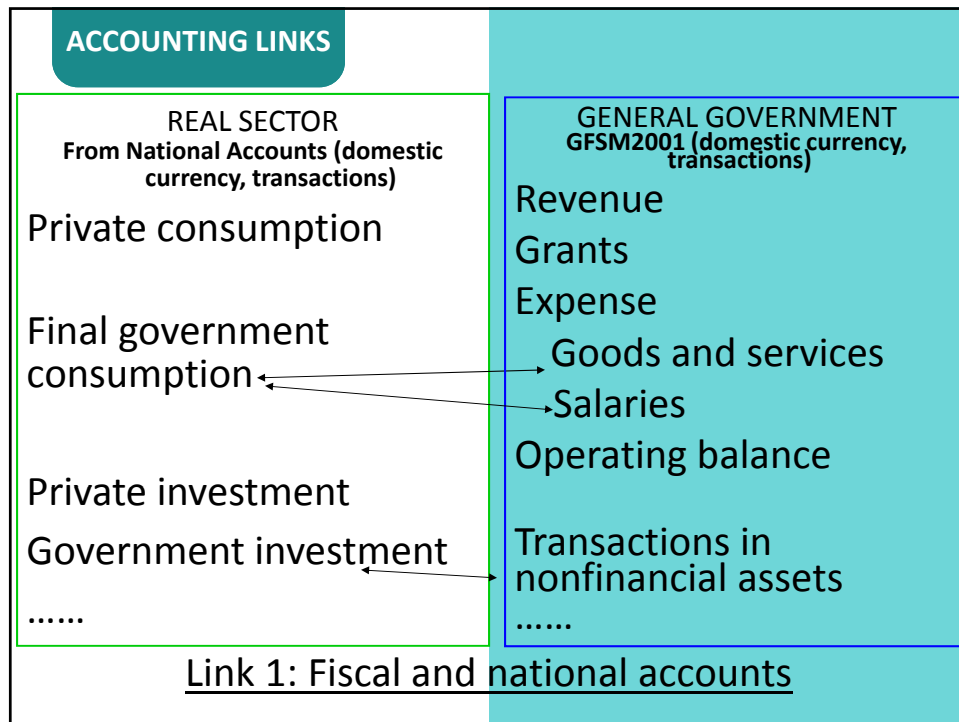 ACCOUNTING LINKS
REAL SECTOR
From National Accounts (domestic
currency, transactions)
Private consumption
Final government
consumption
Private investment
Government investment
......
GENERAL GOVERNMENT
GFSM2001 (domestic currency,
transactions)
Revenue
Grants
Expense
Goods and services
Salaries
Operating balance
Transactions in
nonfinancial assets
......
Link 1: Fiscal and national accounts